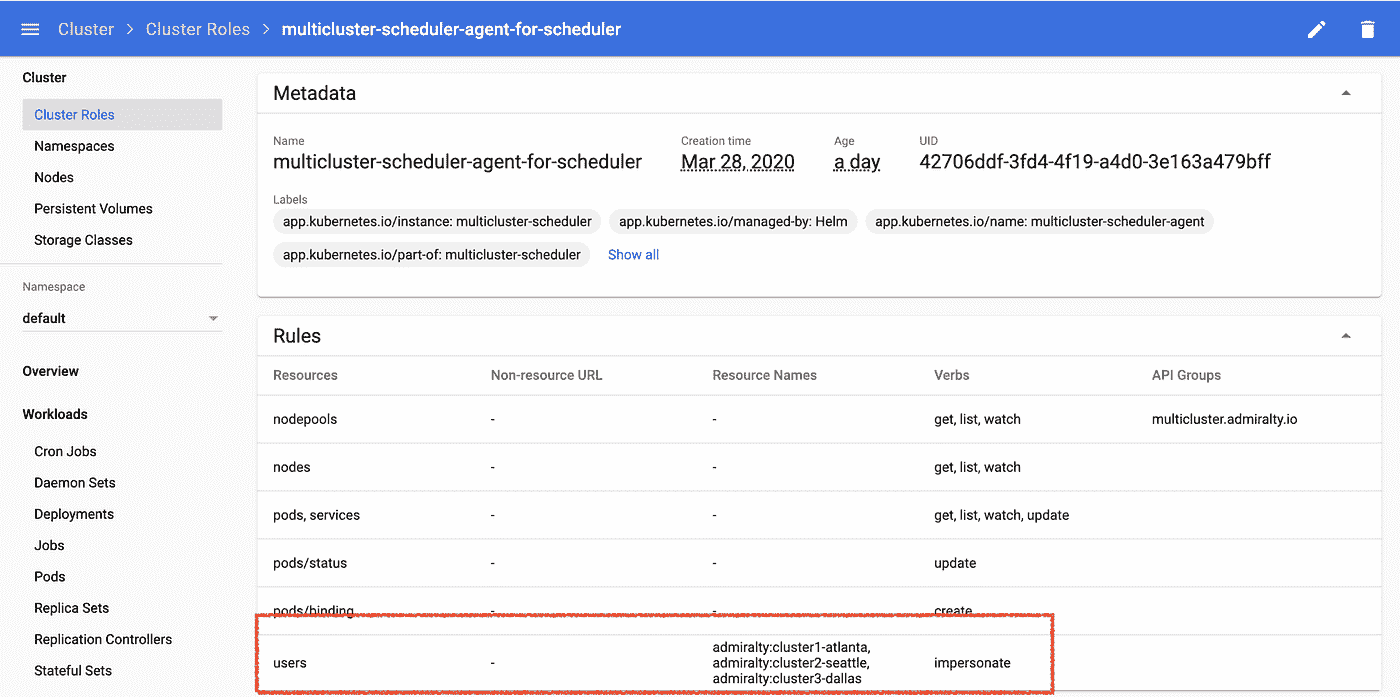 Cluster > Cluster Roles > multicluster-scheduler-agent-for-scheduler
Cluster
Cluster Roles
Namespaces
Nodes
Persistent Volumes
Storage Classes
Namespace
default
Overview
Workloads
Cron Jobs
Daemon Sets
Deployments
Jobs
Pods
Replica Sets
Replication Controllers
Stateful Sets
Metadata
Name Creation time Age UID
multicluster-scheduler-agent-for-scheduler Mar 28, 2020 a day 42706ddf-3fd4-4f19-a4d0-3e163a479bff
Labels
app.kubernetes.io/instance: multicluster-scheduler app.kubernetes.io/managed-by: Helm app.kubernetes.io/name: multicluster-scheduler-agent
app.kubernetes.io/part-of: multicluster-scheduler Show all
Rules
Resources Non-resource URL Resource Names Verbs API Groups
nodepools - - get, list, watch multicluster.admiralty.io
nodes - - get, list, watch
pods, services - - get, list, watch, update
pods/status - - update
pods/binding - - create
admiralty:cluster1-atlanta,
users - admiralty:cluster2-seattle, impersonate
admiralty:cluster3-dallas